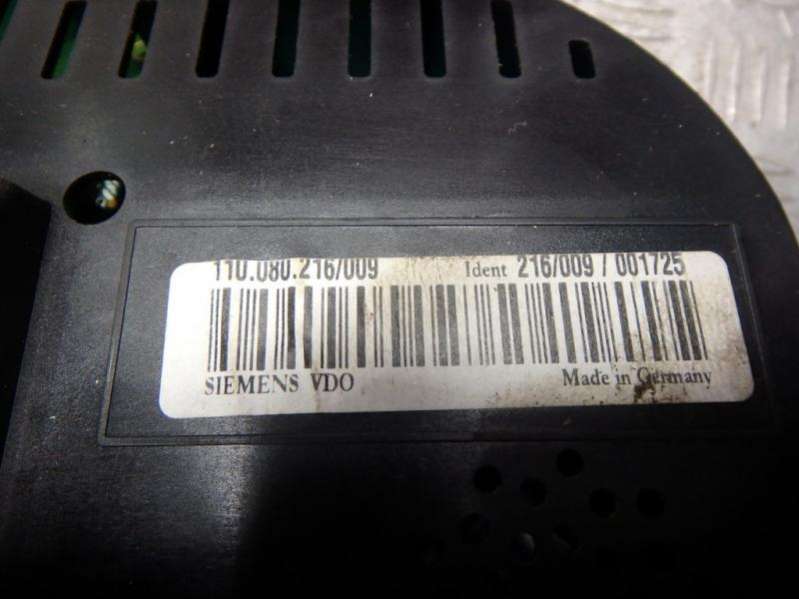 110.080.216/009 Ident 216/009 / 001725
SIEMENS VDO Made in Germany